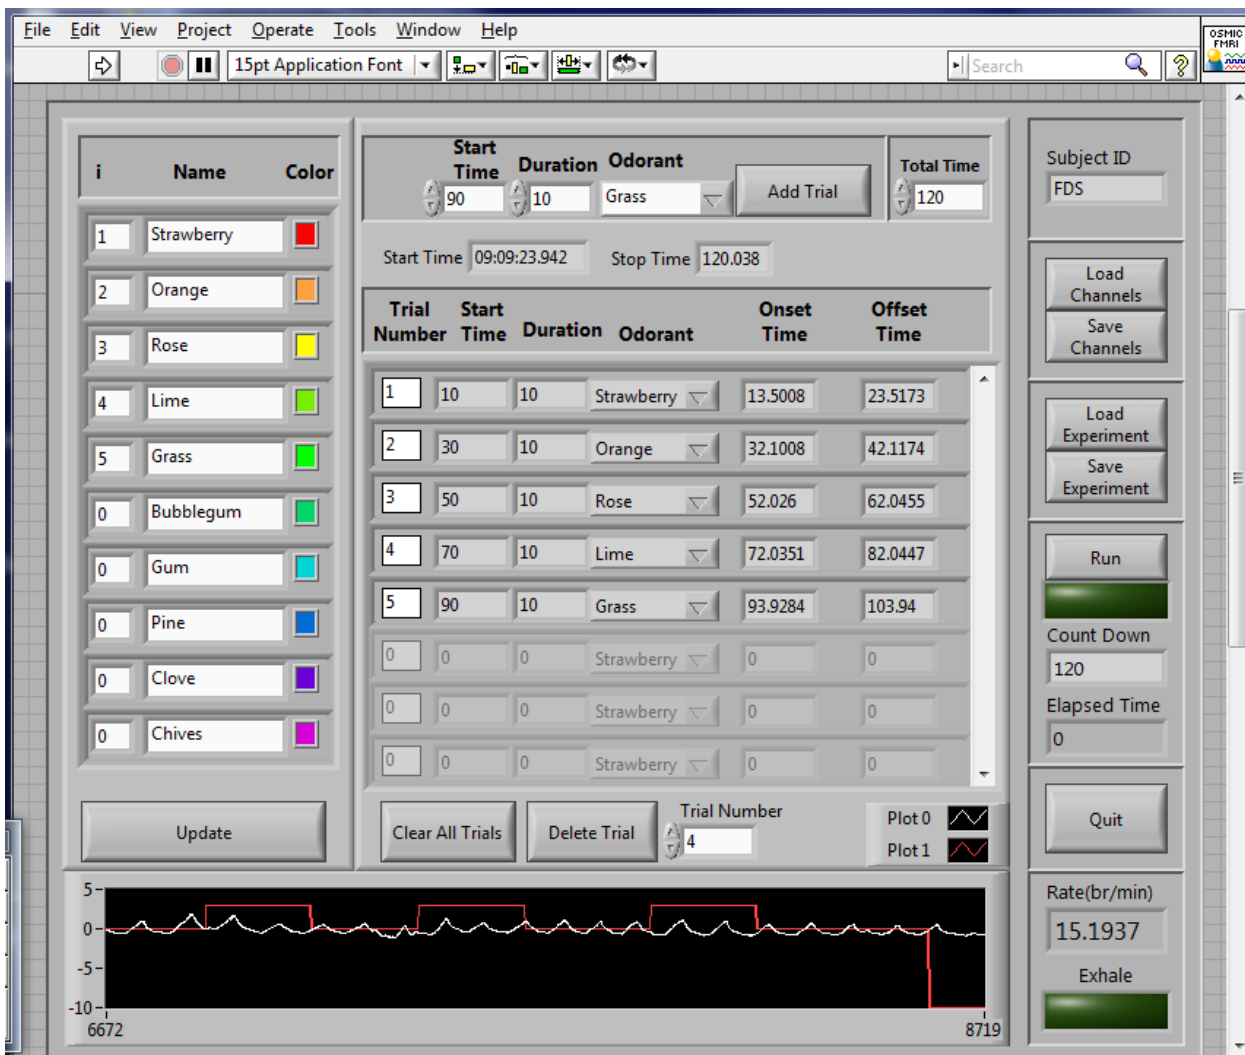 File Edit View Project Operate Tools Window Help
OSMIC
FMRI
15pt Application Font
Search
?
i Name Color
1 Strawberry
2 Orange
3 Rose
4 Lime
5 Grass
0 Bubblegum
0 Gum
0 Pine
0 Clove
0 Chives
Update
Start Time Duration Odorant
90 10 Grass Add Trial
Total Time
120
Start Time 09:09:23.942 Stop Time 120.038
Trial Number Start Time Duration Odorant Onset Time Offset Time
1 10 10 Strawberry 13.5008 23.5173
2 30 10 Orange 32.1008 42.1174
3 50 10 Rose 52.026 62.0455
4 70 10 Lime 72.0351 82.0447
5 90 10 Grass 93.9284 103.94
0 0 0 Strawberry 0 0
0 0 0 Strawberry 0 0
0 0 0 Strawberry 0 0
Clear All Trials Delete Trial
Trial Number
4
Plot 0
Plot 1
Subject ID
FDS
Load
Channels
Save
Channels
Load
Experiment
Save
Experiment
Run
Count Down
120
Elapsed Time
0
Quit
Rate(br/min)
15.1937
Exhale
5
0
-5
-10
6672 8719